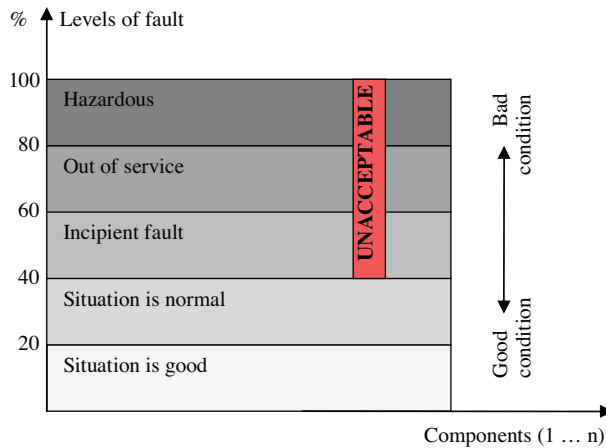 % Levels of fault
100
Hazardous
80
Out of service
60
Incipient fault
40
Situation is normal
20
Situation is good
UNACCEPTABLE
Bad
condition
Good
condition
Components (1 … n)